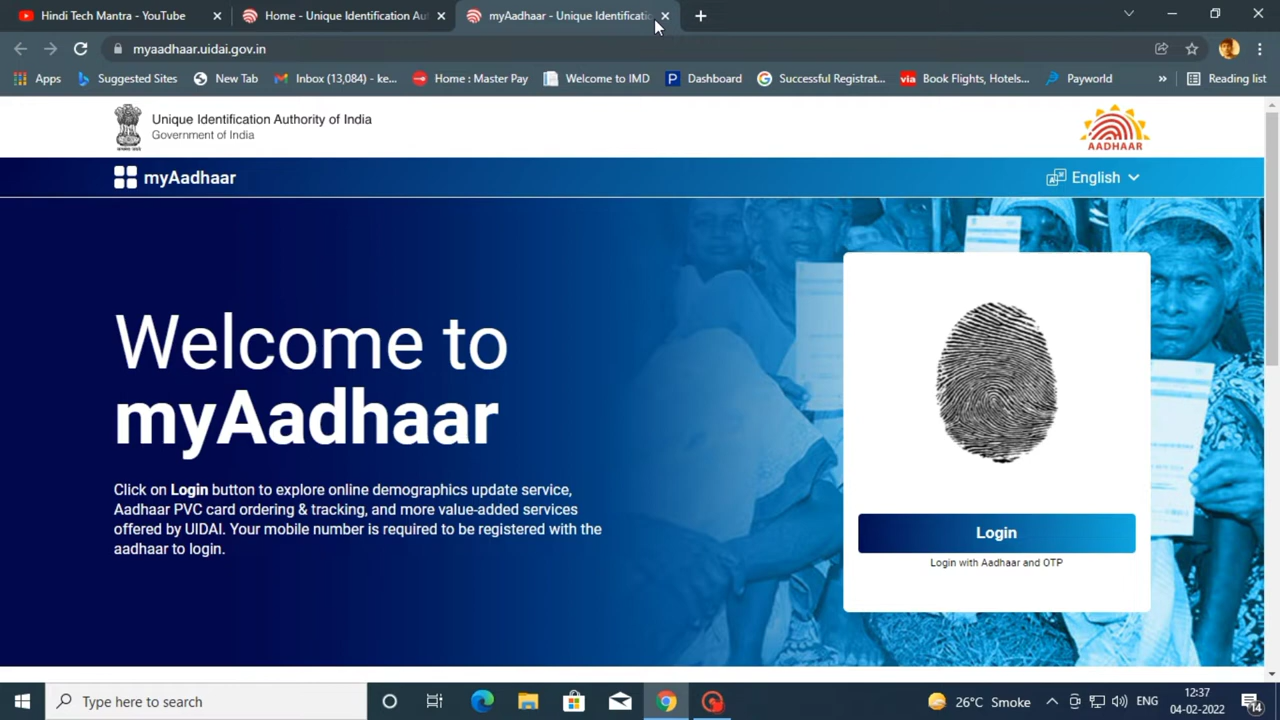 Hindi Tech Mantra - YouTube
Home - Unique Identification Aut
myAadhaar - Unique Identificatio
myaadhaar.uidai.gov.in
Apps
Suggested Sites
New Tab
Inbox (13,084) - ke...
Home : Master Pay
Welcome to IMD
Dashboard
Successful Registrat...
via
Book Flights, Hotels...
Payworld
»
Reading list
Unique Identification Authority of India
Government of India
AADHAAR
myAadhaar
English
Welcome to
myAadhaar
Click on Login button to explore online demographics update service,
Aadhaar PVC card ordering & tracking, and more value-added services
offered by UIDAI. Your mobile number is required to be registered with the
aadhaar to login.
Login
Login with Aadhaar and OTP
Type here to search
26°C Smoke
ENG
12:37
04-02-2022
14